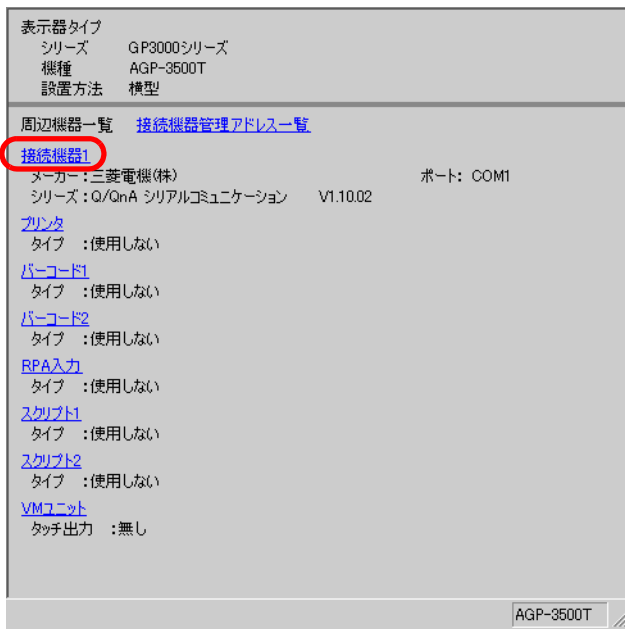 表示器タイプ
シリーズ GP3000シリーズ
機種 AGP-3500T
設置方法 横型
周辺機器一覧 接続機器管理アドレス一覧
接続機器1
メーカー:三菱電機(株) ポート: COM1
シリーズ:Q/QnA シリアルコミュニケーション V1.10.02
プリンタ
タイプ :使用しない
バーコード1
タイプ :使用しない
バーコード2
タイプ :使用しない
RPA入力
タイプ :使用しない
スクリプト1
タイプ :使用しない
スクリプト2
タイプ :使用しない
VMユニット
タッチ出力 :無し
AGP-3500T